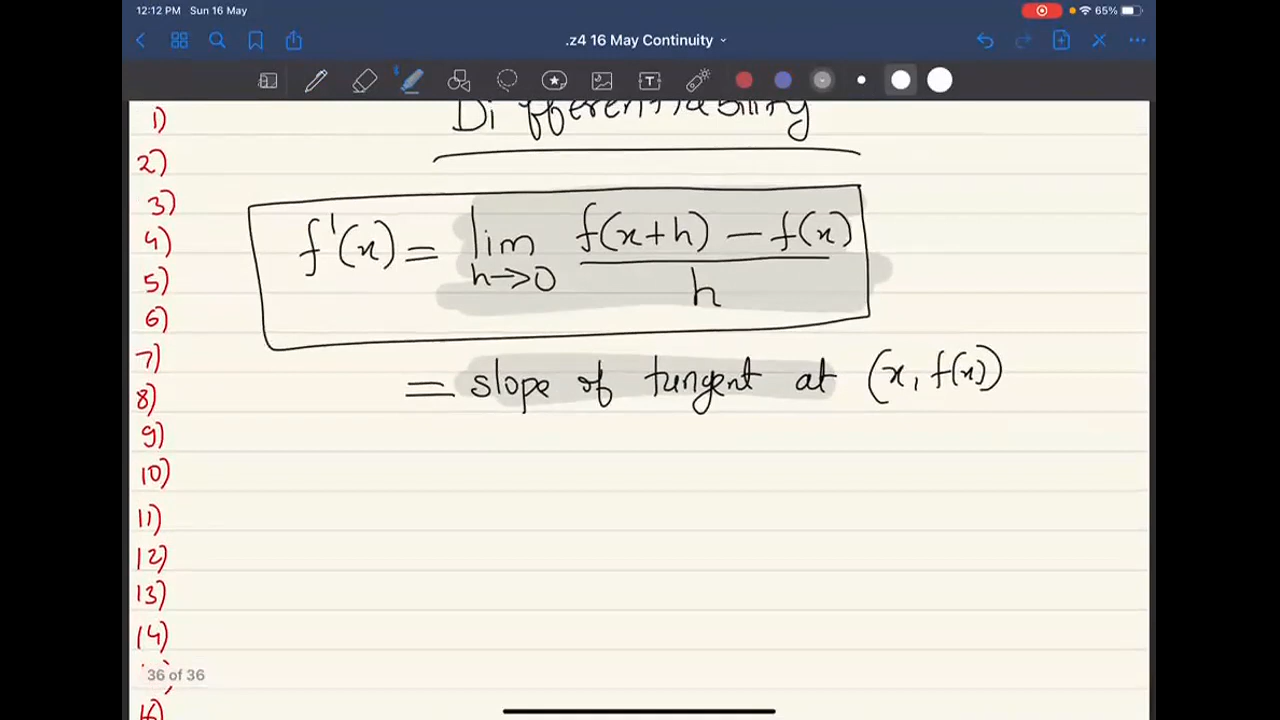 12:12 PM Sun 16 May
65%
.z4 16 May Continuity
Differentiability
1)
2)
3)
4)
5)
6)
7)
8)
9)
10)
11)
12)
13)
14)
16)
f'(x) = lim h→0 f(x+h) − f(x) / h
= slope of tangent at (x, f(x))
36 of 36